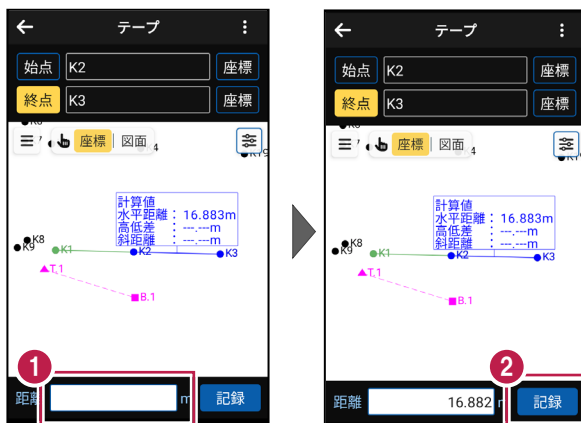 テープ
始点 K2 座標
終点 K3 座標
座標 図面
4
計算値
水平距離 : 16.883m
高低差 : ---.---m
斜距離 : ---.---m
K8
K9
K1
K2
K3
T.1
B.1
1
距離 m 記録
テープ
始点 K2 座標
終点 K3 座標
座標 図面
4
計算値
水平距離 : 16.883m
高低差 : ---.---m
斜距離 : ---.---m
K8
K9
K1
K2
K3
T.1
B.1
2
距離 16.882 記録